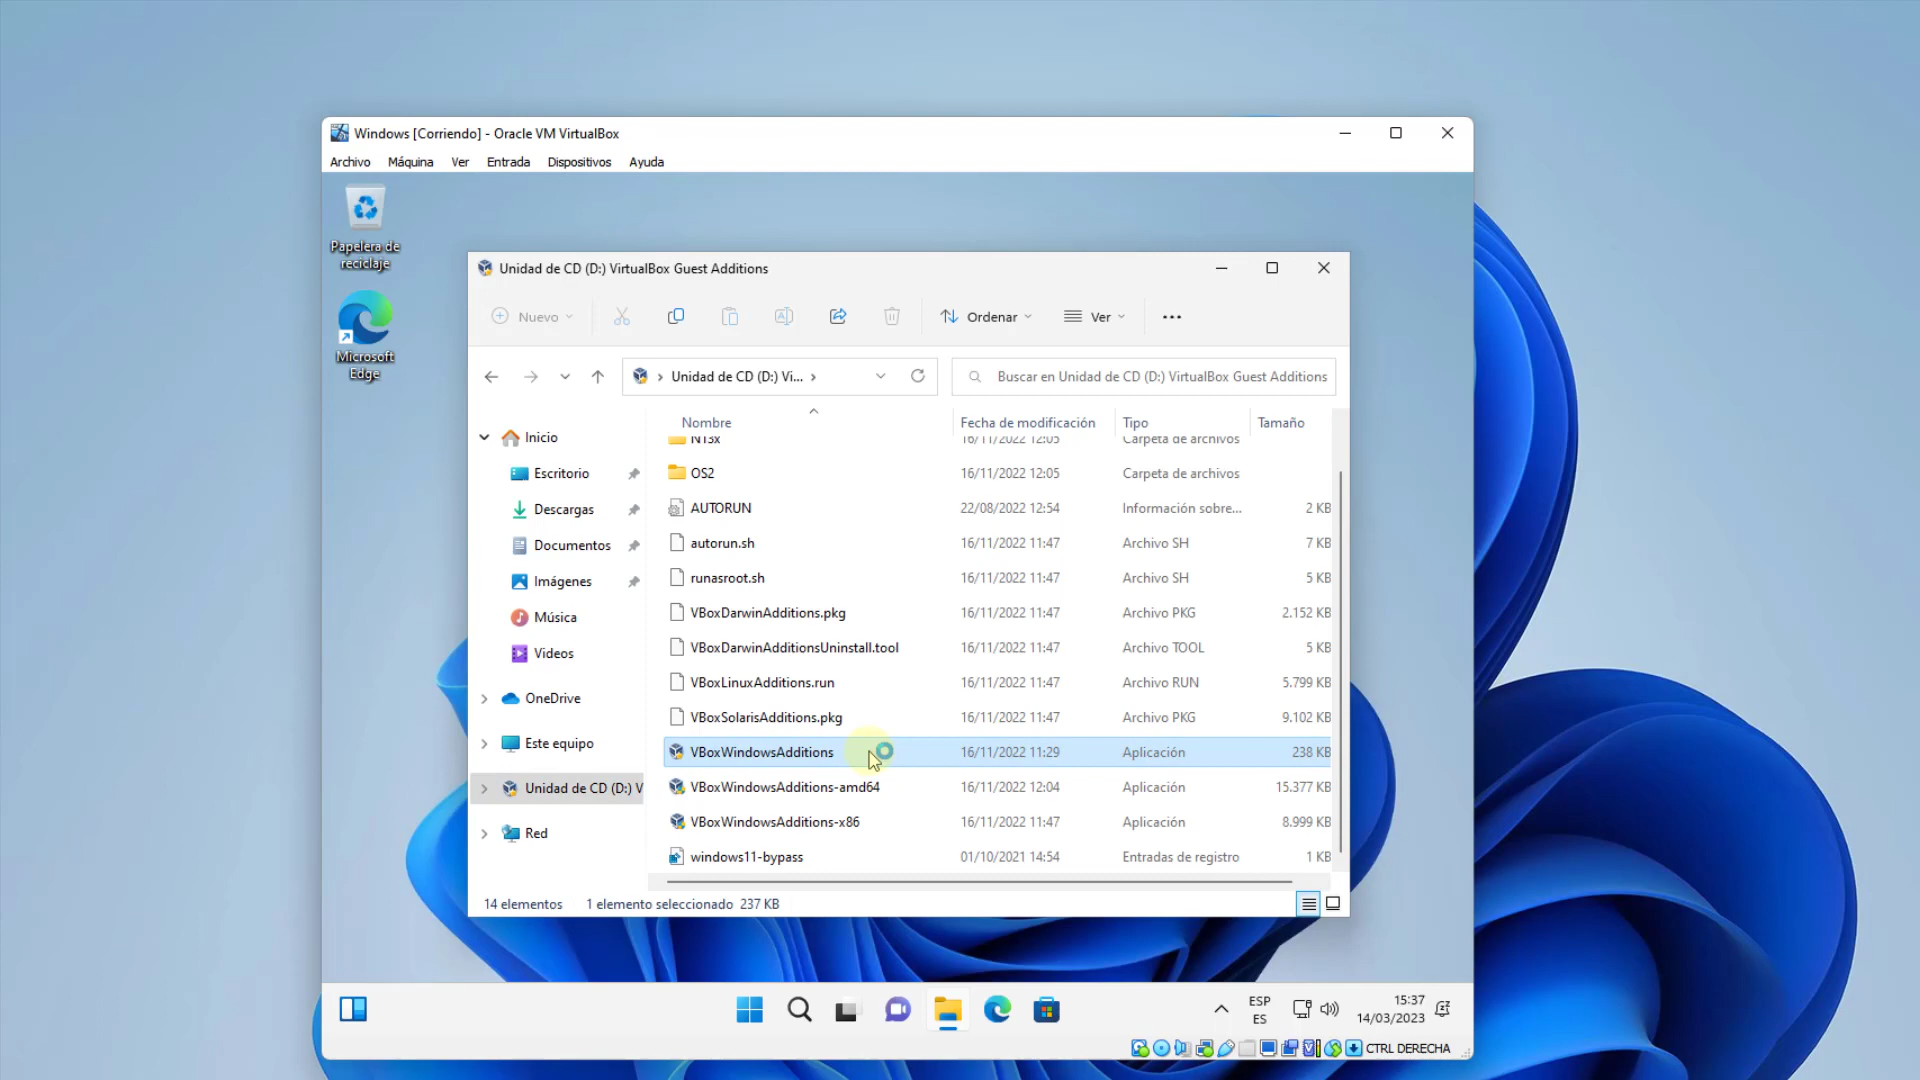 Windows [Corriendo] - Oracle VM VirtualBox
Archivo Máquina Ver Entrada Dispositivos Ayuda
Papelera de
reciclaje
Microsoft
Edge
Unidad de CD (D:) VirtualBox Guest Additions
Nuevo Ordenar Ver
Unidad de CD (D:) Vi... Buscar en Unidad de CD (D:) VirtualBox Guest Additions
Nombre Fecha de modificación Tipo Tamaño
Inicio
Escritorio
Descargas
Documentos
Imágenes
Música
Videos
OneDrive
Este equipo
Unidad de CD (D:) V
Red
NT3x 16/11/2022 12:05 Carpeta de archivos
OS2 16/11/2022 12:05 Carpeta de archivos
AUTORUN 22/08/2022 12:54 Información sobre... 2 KB
autorun.sh 16/11/2022 11:47 Archivo SH 7 KB
runasroot.sh 16/11/2022 11:47 Archivo SH 5 KB
VBoxDarwinAdditions.pkg 16/11/2022 11:47 Archivo PKG 2.152 KB
VBoxDarwinAdditionsUninstall.tool 16/11/2022 11:47 Archivo TOOL 5 KB
VBoxLinuxAdditions.run 16/11/2022 11:47 Archivo RUN 5.799 KB
VBoxSolarisAdditions.pkg 16/11/2022 11:47 Archivo PKG 9.102 KB
VBoxWindowsAdditions 16/11/2022 11:29 Aplicación 238 KB
VBoxWindowsAdditions-amd64 16/11/2022 12:04 Aplicación 15.377 KB
VBoxWindowsAdditions-x86 16/11/2022 11:47 Aplicación 8.999 KB
windows11-bypass 01/10/2021 14:54 Entradas de registro 1 KB
14 elementos 1 elemento seleccionado 237 KB
ESP
ES
15:37
14/03/2023
CTRL DERECHA